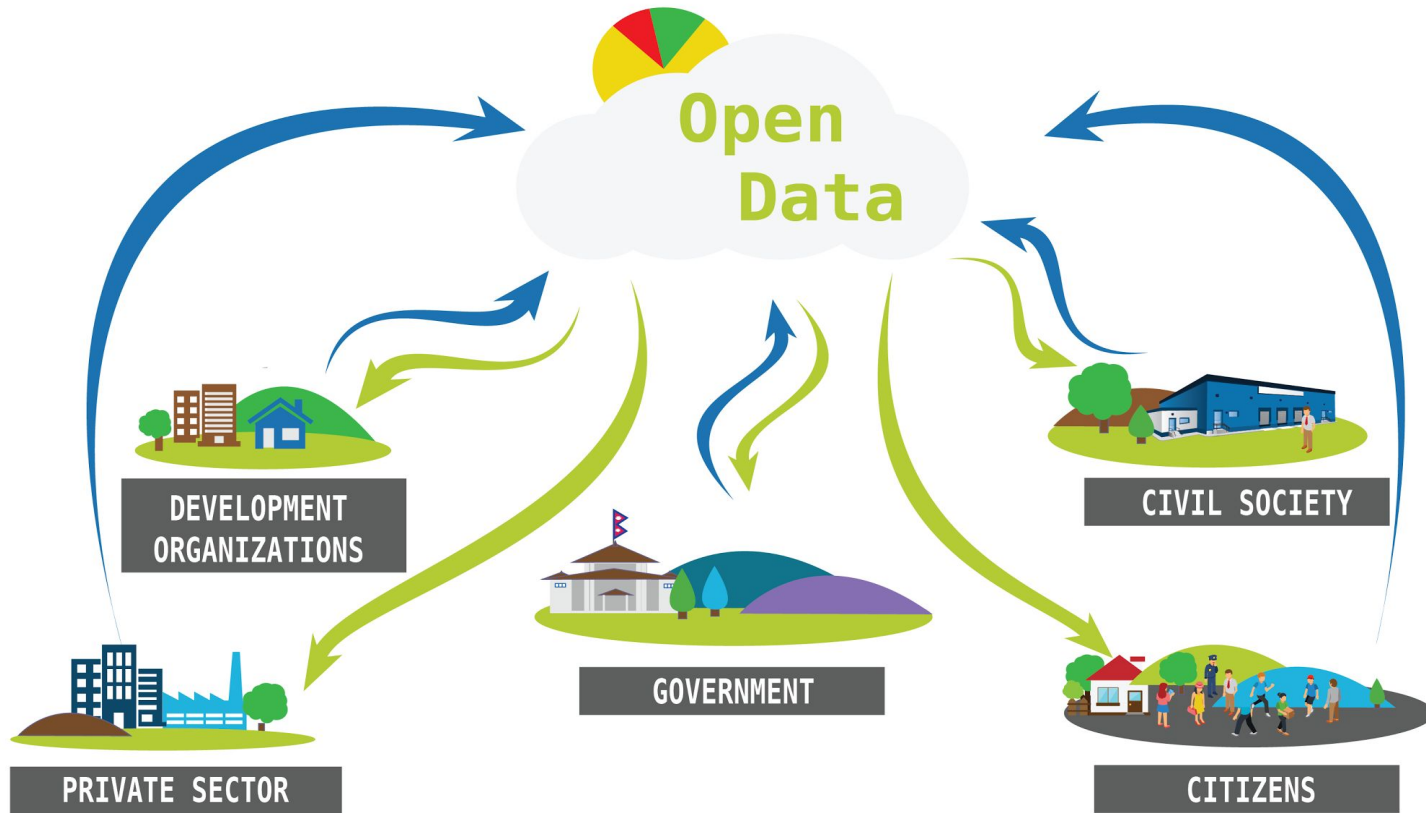 Open
Data
DEVELOPMENT
ORGANIZATIONS
CIVIL SOCIETY
GOVERNMENT
PRIVATE SECTOR
CITIZENS